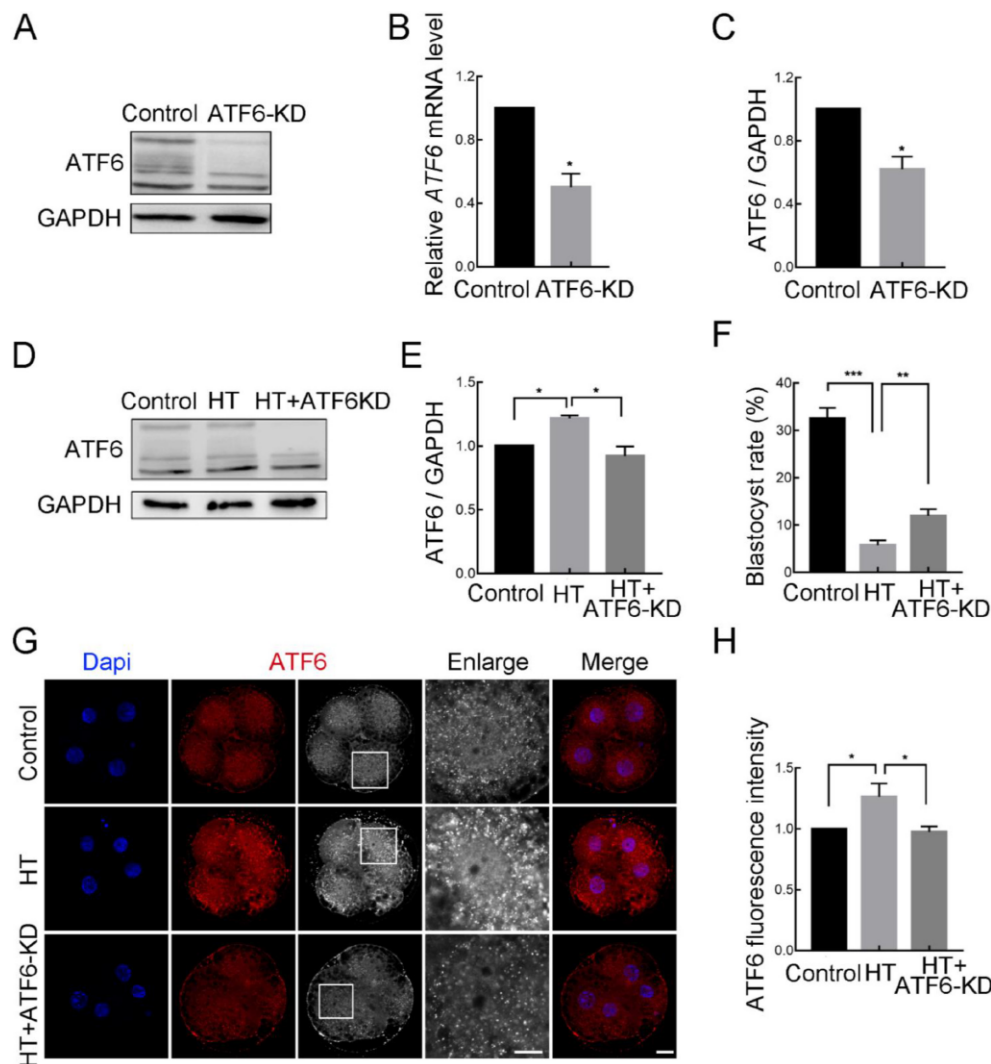 A
Control ATF6-KD
ATF6
GAPDH
B
Relative ATF6 mRNA level
1.2
0.8
0.4
0.0
*
Control ATF6-KD
C
ATF6 / GAPDH
1.2
0.8
0.4
0.0
*
Control ATF6-KD
D
Control HT HT+ATF6KD
ATF6
GAPDH
E
ATF6 / GAPDH
1.5
1.0
0.5
0.0
* *
Control HT HT+
ATF6-KD
F
Blastocyst rate (%)
40
30
20
10
0
*** **
Control HT HT+
ATF6-KD
G
Dapi ATF6 Enlarge Merge
Control
HT
HT+ATF6-KD
H
ATF6 fluorescence intensity
1.5
1.0
0.5
0.0
* *
Control HT HT+
ATF6-KD